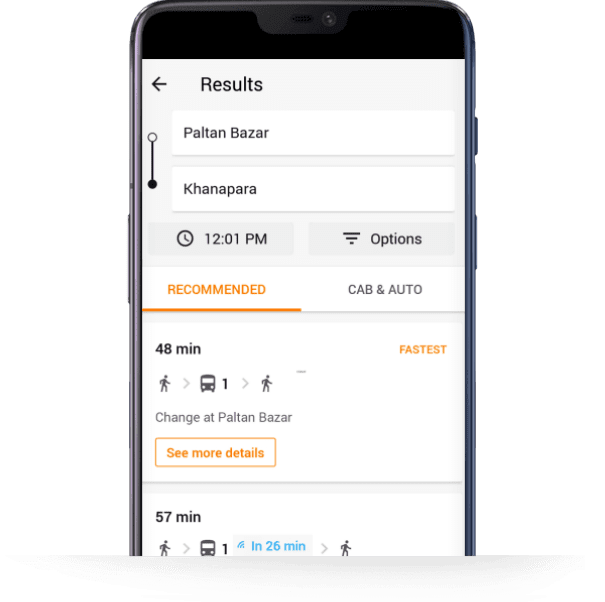 Results
Paltan Bazar
Khanapara
12:01 PM Options
RECOMMENDED CAB & AUTO
48 min FASTEST
1
Change at Paltan Bazar
See more details
57 min
1 In 26 min